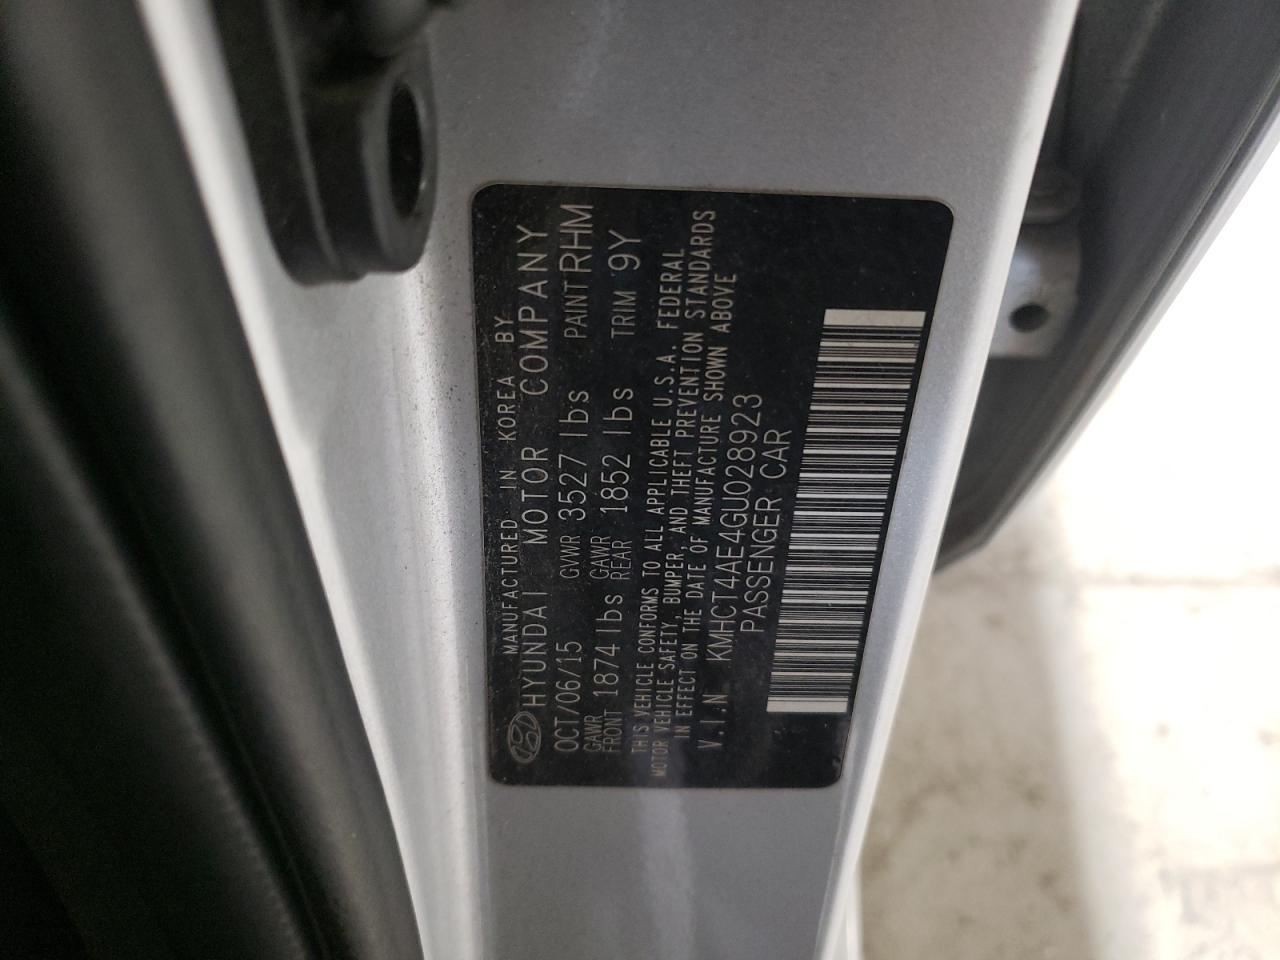 MANUFACTURED IN KOREA BY
HYUNDAI MOTOR COMPANY
OCT/06/15 GVWR 3527 lbs PAINT RHM
GAWR FRONT 1874 lbs GAWR REAR 1852 lbs TRIM 9Y
THIS VEHICLE CONFORMS TO ALL APPLICABLE U.S.A. FEDERAL
MOTOR VEHICLE SAFETY, BUMPER, AND THEFT PREVENTION STANDARDS
IN EFFECT ON THE DATE OF MANUFACTURE SHOWN ABOVE
V.I.N KMHCT4AE4GU028923
PASSENGER CAR